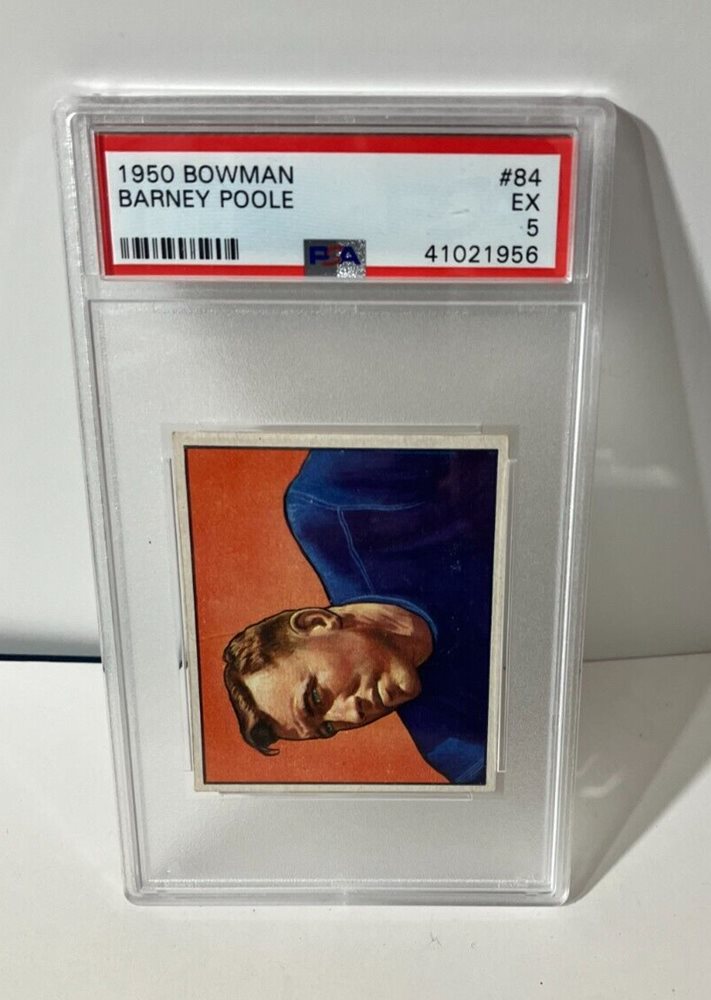 1950 BOWMAN #84
BARNEY POOLE EX
5
PSA 41021956